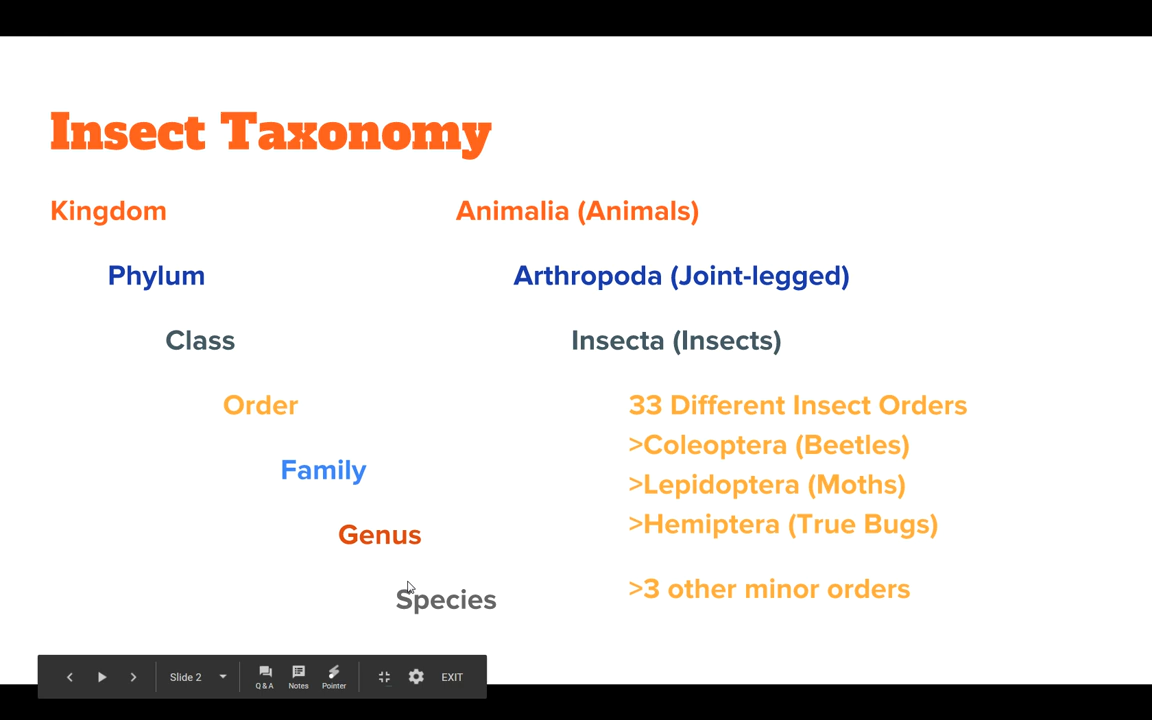 Insect Taxonomy
Kingdom
Animalia (Animals)
Phylum
Arthropoda (Joint-legged)
Class
Insecta (Insects)
Order
33 Different Insect Orders
>Coleoptera (Beetles)
Family
>Lepidoptera (Moths)
>Hemiptera (True Bugs)
Genus
>3 other minor orders
Species
Slide 2
Q & A
Notes
Pointer
EXIT